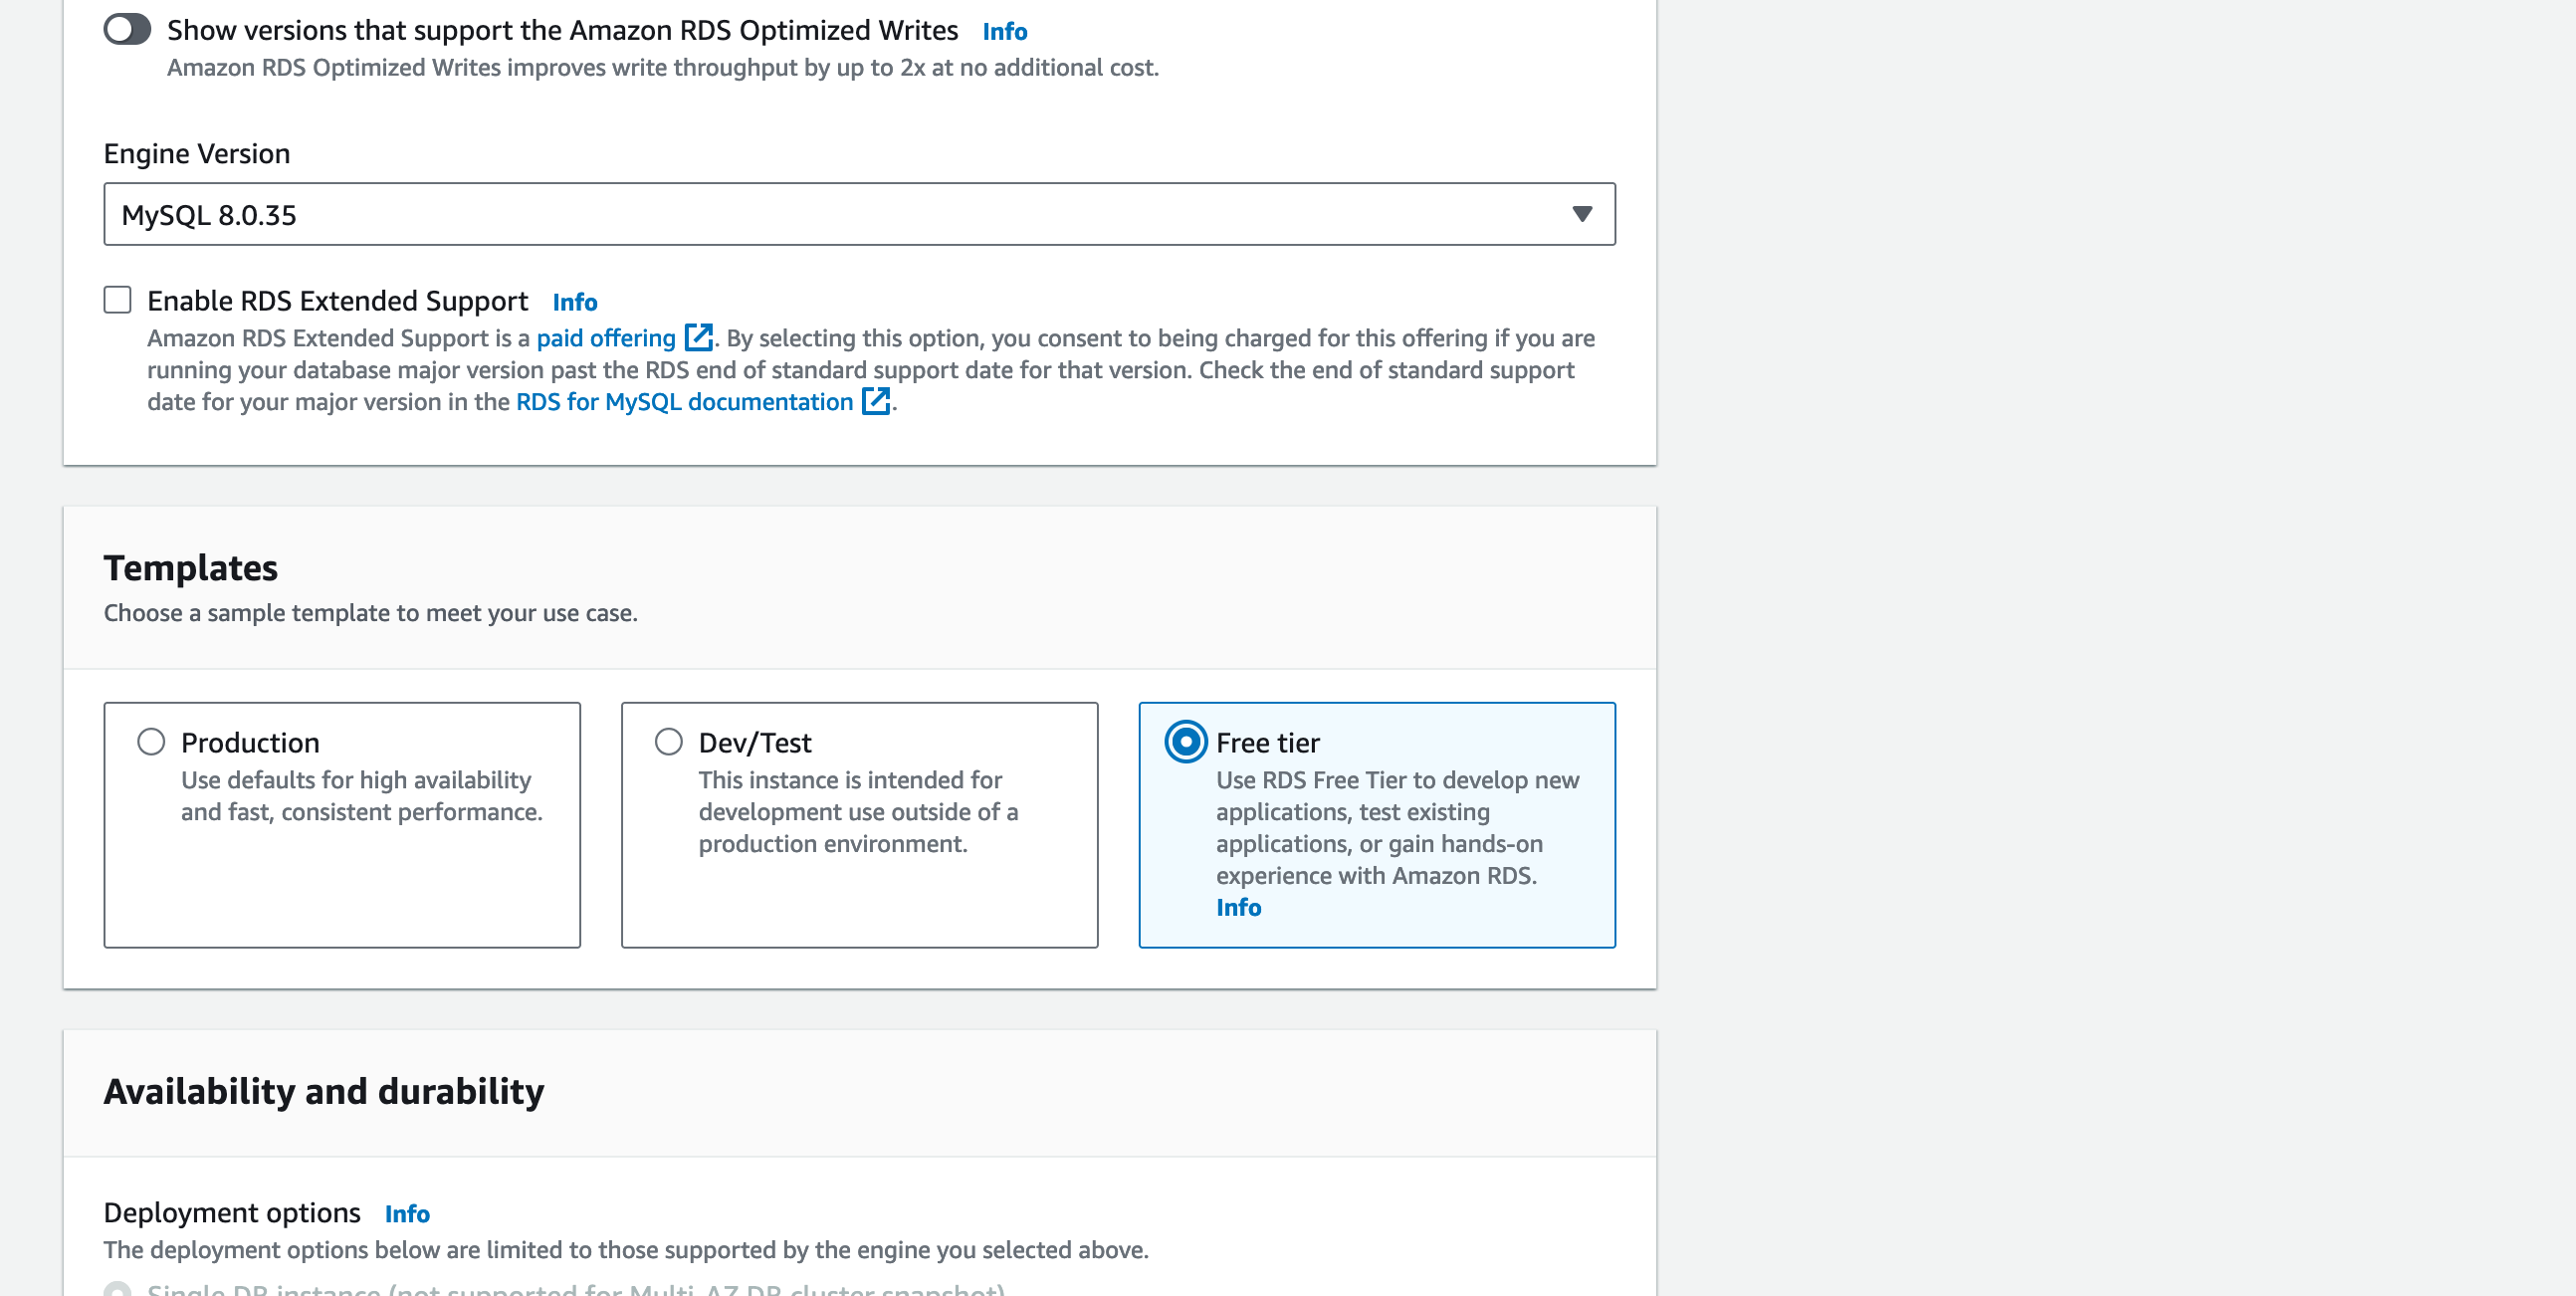 Show versions that support the Amazon RDS Optimized Writes Info
Amazon RDS Optimized Writes improves write throughput by up to 2x at no additional cost.
Engine Version
MySQL 8.0.35
Enable RDS Extended Support Info
Amazon RDS Extended Support is a paid offering. By selecting this option, you consent to being charged for this offering if you are
running your database major version past the RDS end of standard support date for that version. Check the end of standard support
date for your major version in the RDS for MySQL documentation.
Templates
Choose a sample template to meet your use case.
Production
Use defaults for high availability
and fast, consistent performance.
Dev/Test
This instance is intended for
development use outside of a
production environment.
Free tier
Use RDS Free Tier to develop new
applications, test existing
applications, or gain hands-on
experience with Amazon RDS.
Info
Availability and durability
Deployment options Info
The deployment options below are limited to those supported by the engine you selected above.
Single DB instance (not supported for Multi-AZ DB cluster snapshot)